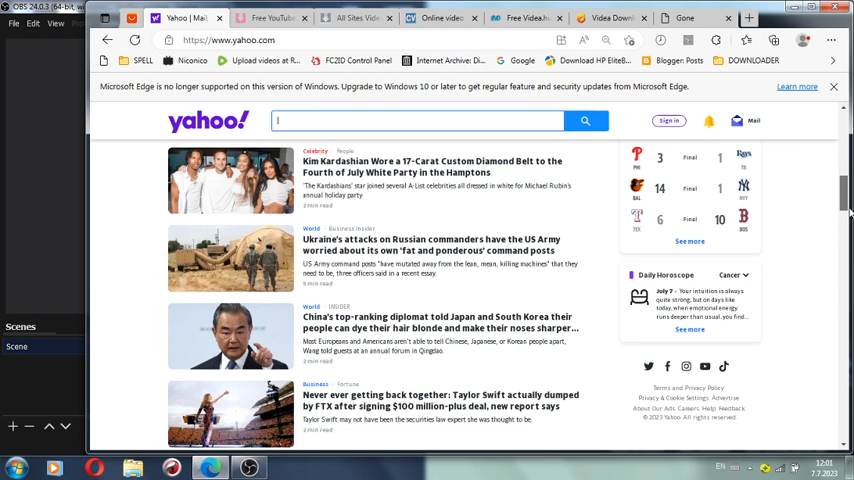 OBS 24.0.3 (64-bit, wi
File Edit View
Yahoo | Mail
Free YouTube
All Sites Vide
Online video
Free Videa.hu
Videa Downl
Gone
https://www.yahoo.com
SPELL Niconico Upload videos at R... FC2ID Control Panel Internet Archive: Di... Google Download HP EliteB... Blogger: Posts DOWNLOADER
Microsoft Edge is no longer supported on this version of Windows. Upgrade to Windows 10 or later to get regular feature and security updates from Microsoft Edge.
Learn more
yahoo!
Sign in
Mail
Celebrity · People
Kim Kardashian Wore a 17-Carat Custom Diamond Belt to the
Fourth of July White Party in the Hamptons
'The Kardashians' star joined several A-List celebrities all dressed in white for Michael Rubin's
annual holiday party
2 min read
World · Business Insider
Ukraine's attacks on Russian commanders have the US Army
worried about its own 'fat and ponderous' command posts
US Army command posts "have mutated away from the lean, mean, killing machines" that they
need to be, three officers said in a recent essay.
5 min read
World · INSIDER
China's top-ranking diplomat told Japan and South Korea their
people can dye their hair blonde and make their noses sharper...
Most Europeans and Americans aren't able to tell Chinese, Japanese, or Korean people apart,
Wang told guests at an annual forum in Qingdao.
2 min read
Business · Fortune
Never ever getting back together: Taylor Swift actually dumped
by FTX after signing $100 million-plus deal, new report says
Taylor Swift may not have been the securities law expert she was thought to be.
2 min read
PHI 3 Final 1 Rays TB
BAL 14 Final 1 NYY
TEX 6 Final 10 BOS
See more
Daily Horoscope
Cancer
July 7 - Your intuition is always
quite strong, but on days like
today, when emotional energy
runs deeper than usual, you'll find...
See more
Terms and Privacy Policy
Privacy & Cookie Settings Advertise
About Our Ads Careers Help Feedback
© 2023 Yahoo. All rights reserved.
Scenes
Scene
EN
12:01
7.7.2023